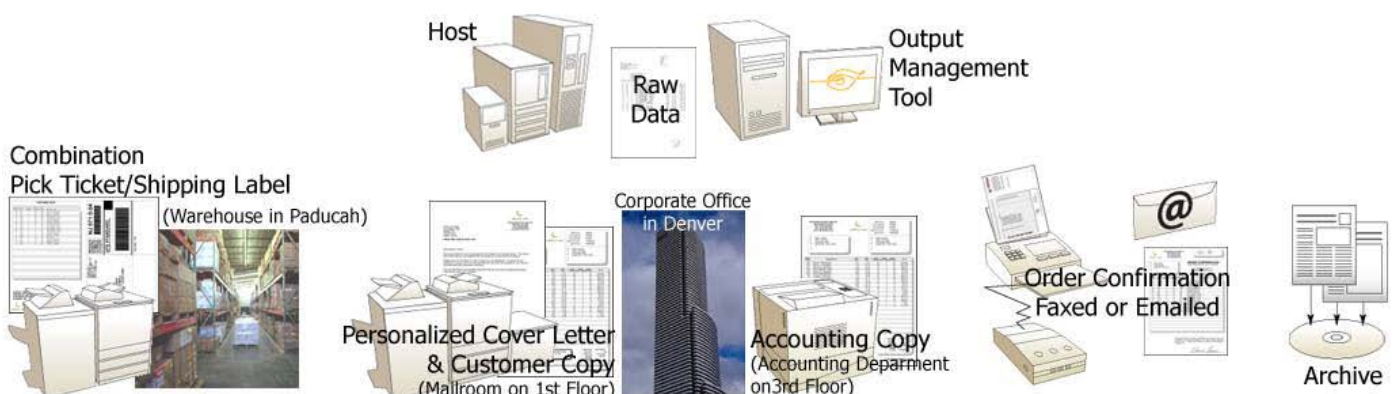 Host
Raw
Data
Output
Management
Tool
Combination
Pick Ticket/Shipping Label
(Warehouse in Paducah)
Corporate Office
in Denver
Personalized Cover Letter
& Customer Copy
(Mailroom on 1st Floor)
Accounting Copy
(Accounting Deparment
on3rd Floor)
@
Order Confirmation
Faxed or Emailed
Archive